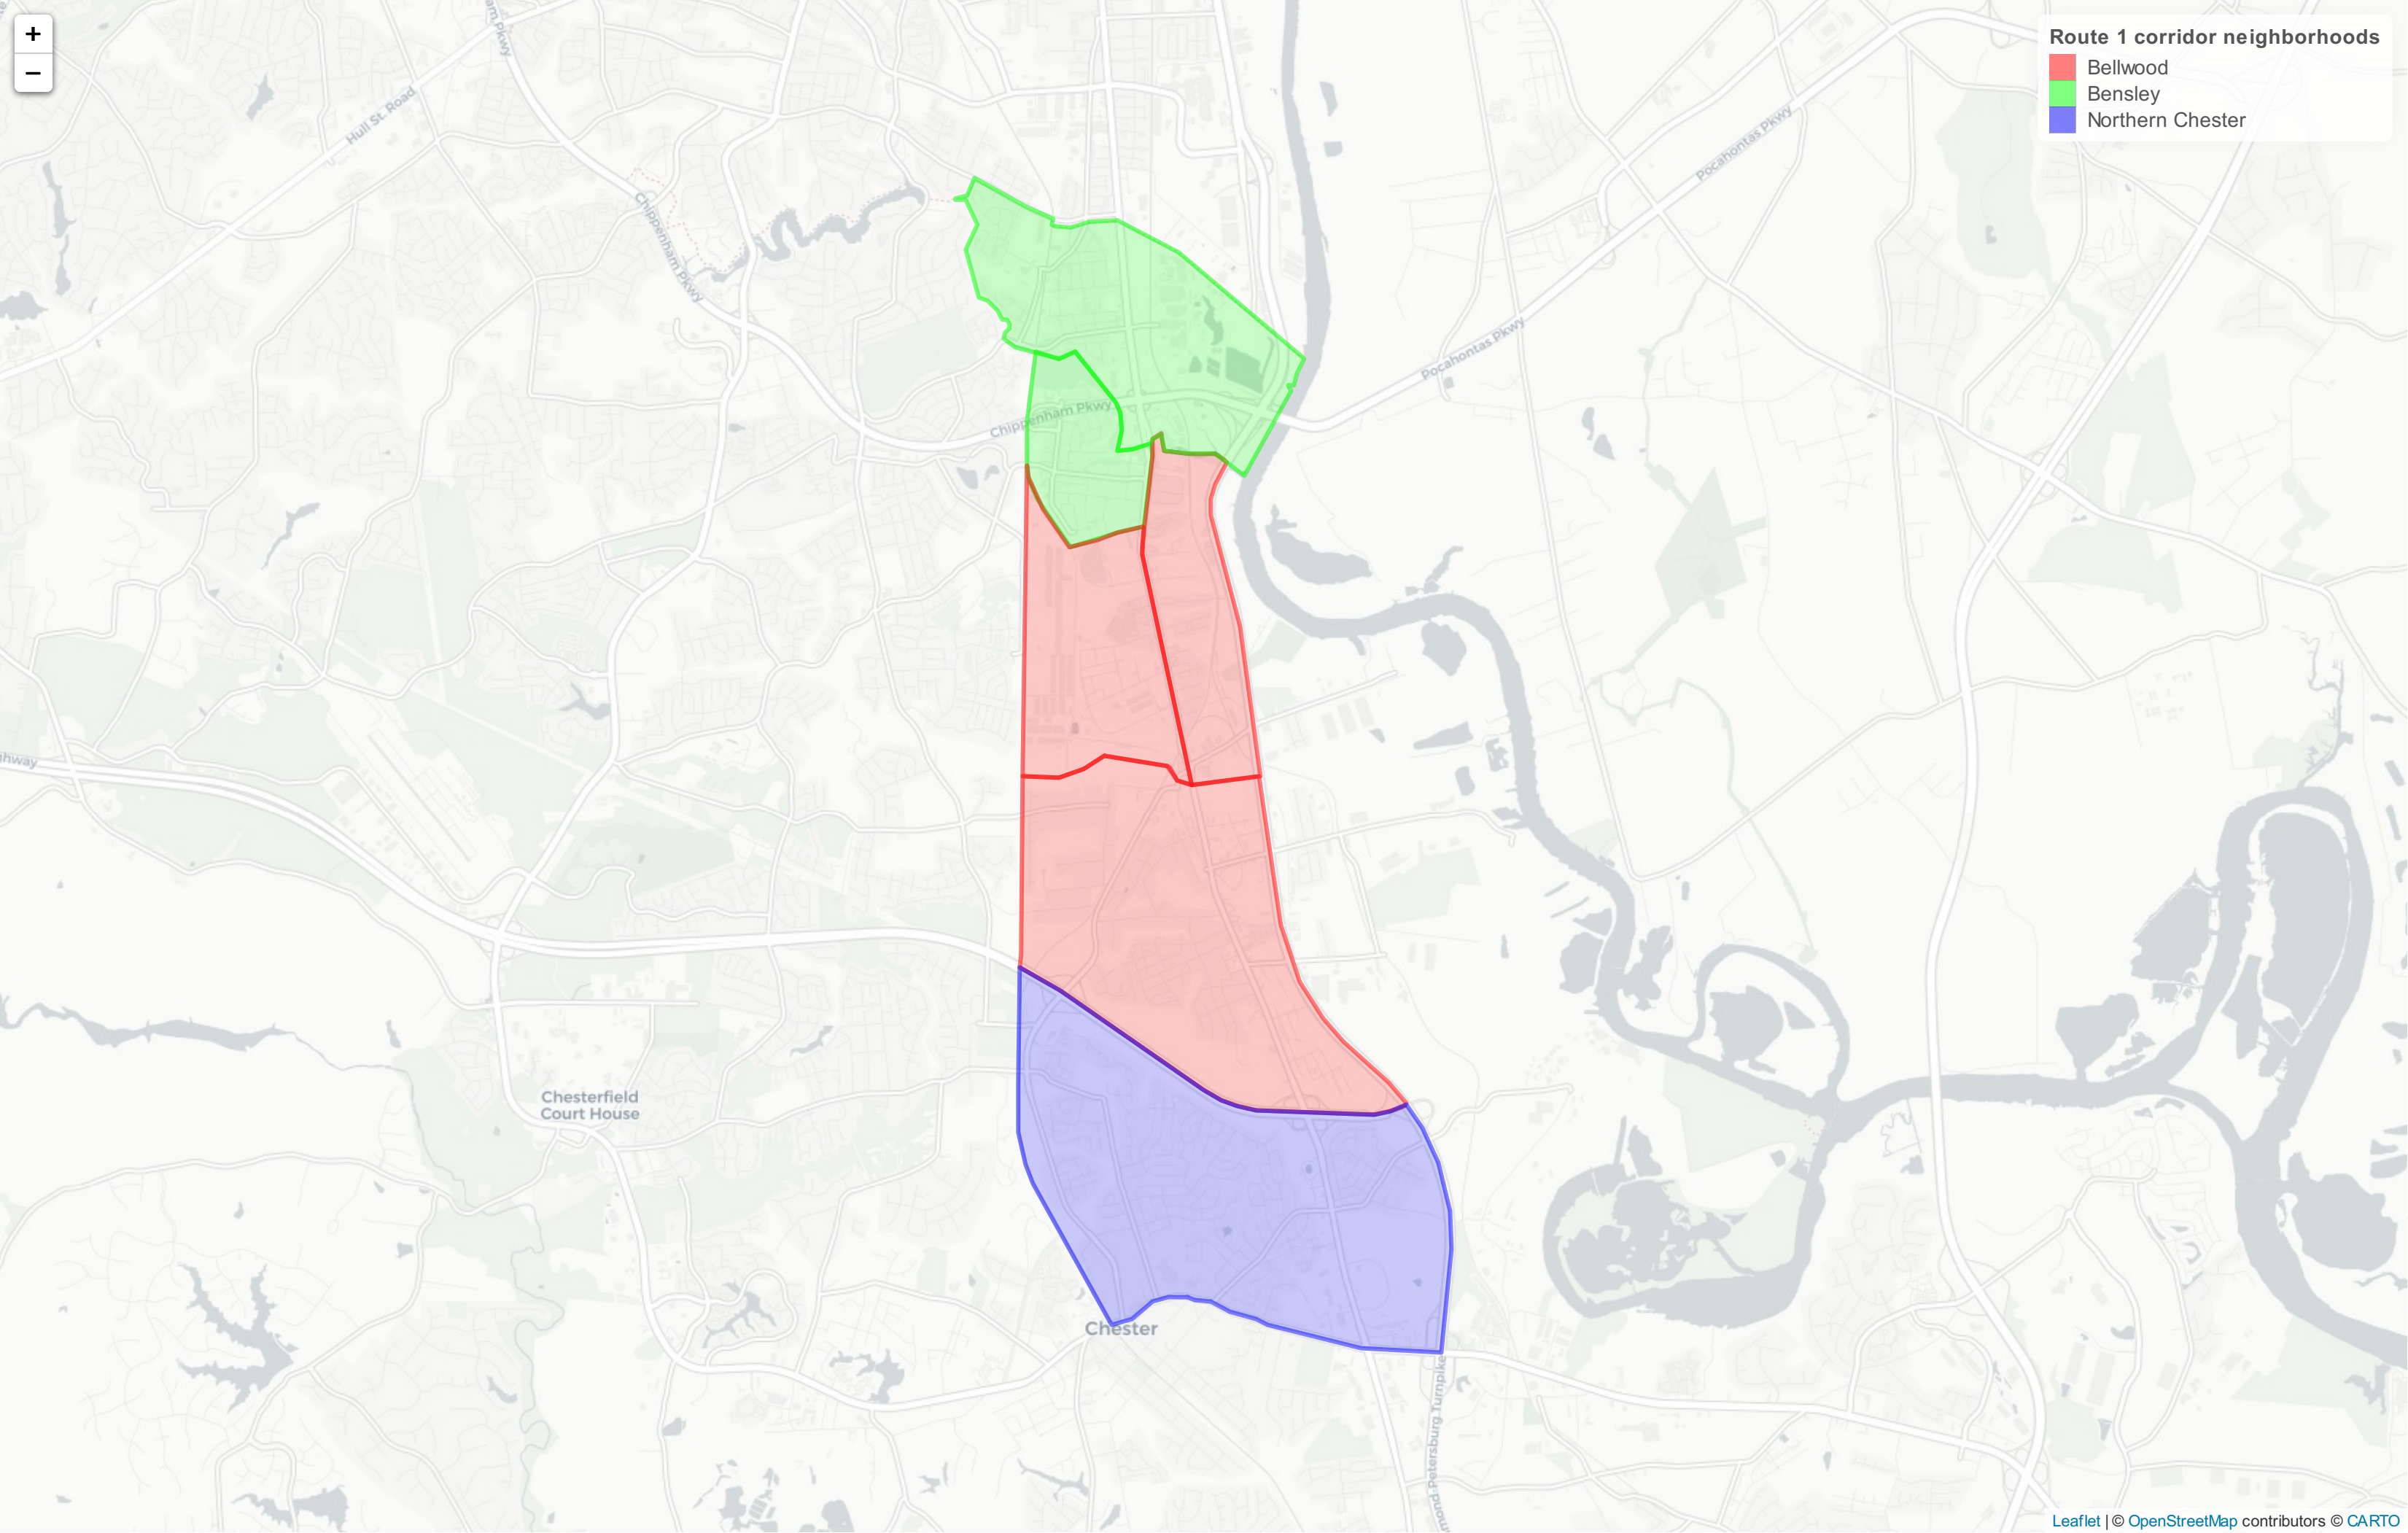 +
−
Route 1 corridor neighborhoods
Bellwood
Bensley
Northern Chester
Hull St. Road
Chippenham Pkwy
Pocahontas Pkwy
Pocahontas Pkwy
Chippenham Pkwy
Chesterfield
Court House
Chester
Petersburg Turnpike
Leaflet | © OpenStreetMap contributors © CARTO